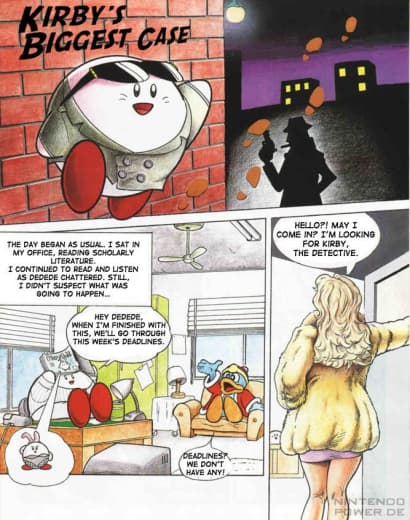 KIRBY'S
BIGGEST CASE
THE DAY BEGAN AS USUAL. I SAT IN
MY OFFICE, READING SCHOLARLY
LITERATURE.
I CONTINUED TO READ AND LISTEN
AS DEDEDE CHATTERED. STILL,
I DIDN'T SUSPECT WHAT WAS
GOING TO HAPPEN...
HEY DEDEDE,
WHEN I'M FINISHED WITH
THIS, WE'LL GO THROUGH
THIS WEEK'S DEADLINES.
DEADLINES?
WE DON'T
HAVE ANY!
HELLO?! MAY I
COME IN? I'M LOOKING
FOR KIRBY,
THE DETECTIVE.
NINTENDO
POWER.DE